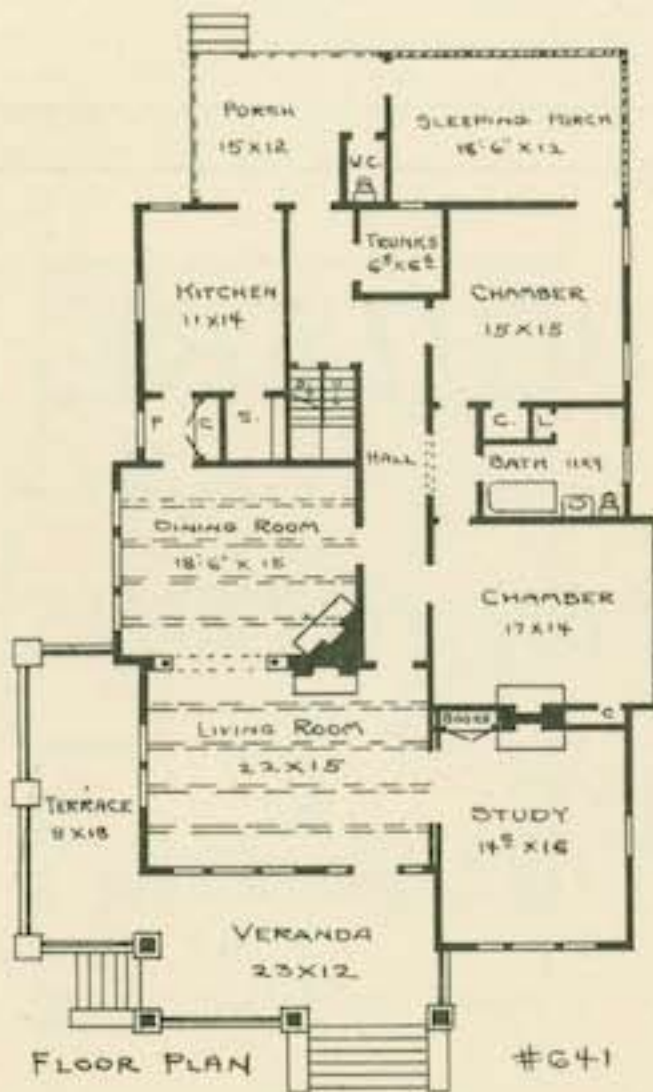 PORCH
15 X 12
SLEEPING PORCH
18'6" X 12
W.C.
TRUNKS
6⁶ X 6⁶
KITCHEN
11 X 14
CHAMBER
15 X 15
P
C
S.
C.
L
HALL
BATH 11X9
DINING ROOM
18'6" X 15
CHAMBER
17 X 14
BOOKS
C
LIVING ROOM
22 X 15
TERRACE
8 X 18
STUDY
14⁶ X 16
VERANDA
23 X 12
FLOOR PLAN
#641